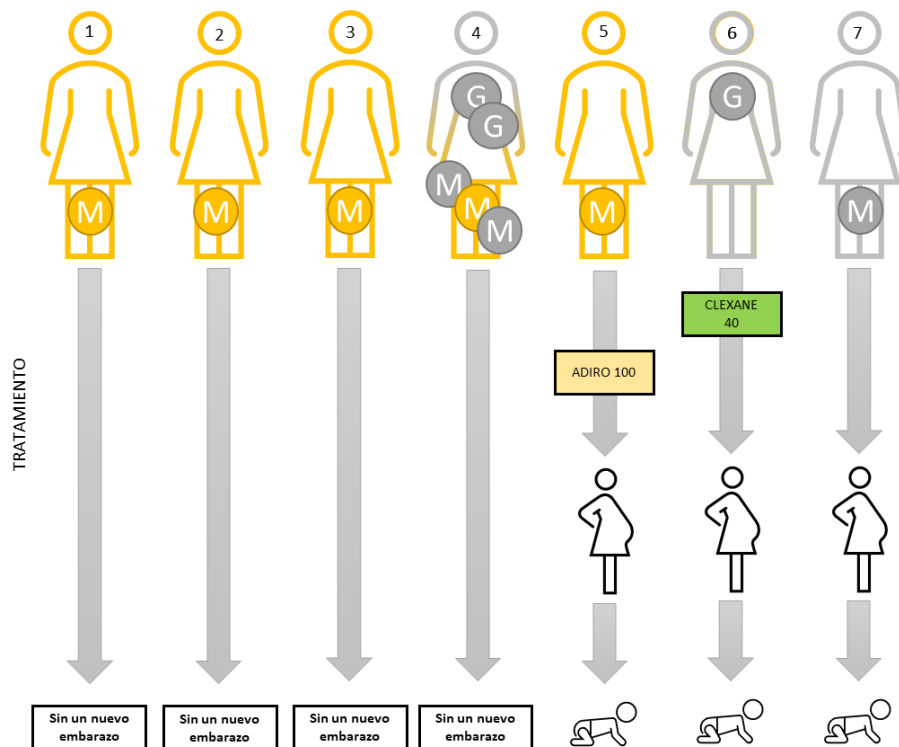 1 2 3 4 5 6 7
G G
G
M M M M M M M M
CLEXANE
40
ADIRO 100
TRATAMIENTO
Sin un nuevo
embarazo
Sin un nuevo
embarazo
Sin un nuevo
embarazo
Sin un nuevo
embarazo